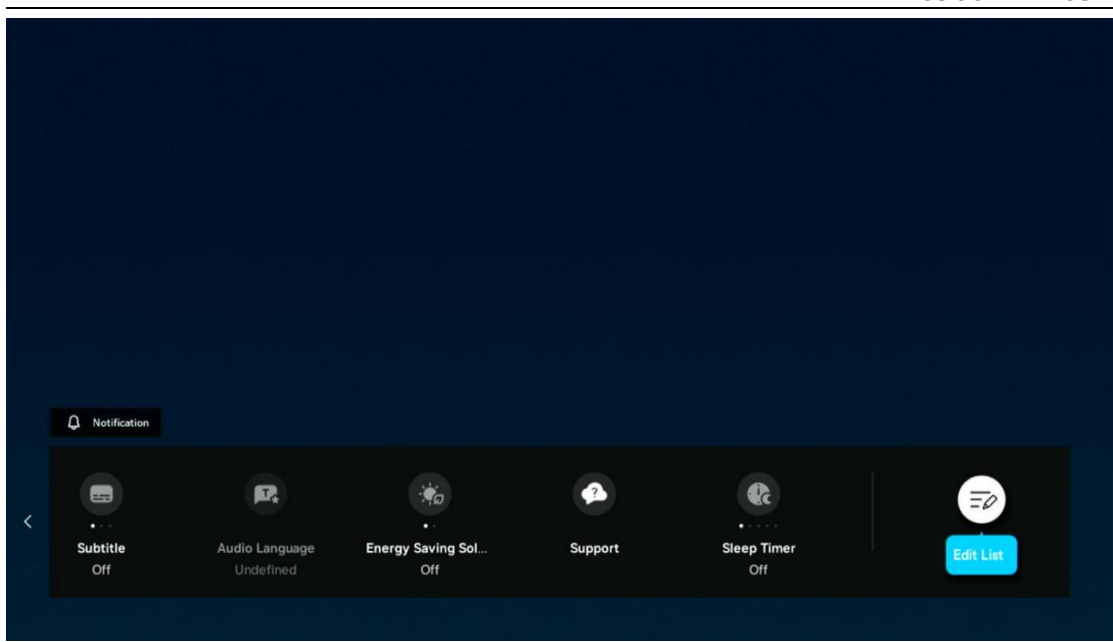 Notification
Subtitle
Off
Audio Language
Undefined
Energy Saving Sol...
Off
Support
Sleep Timer
Off
Edit List